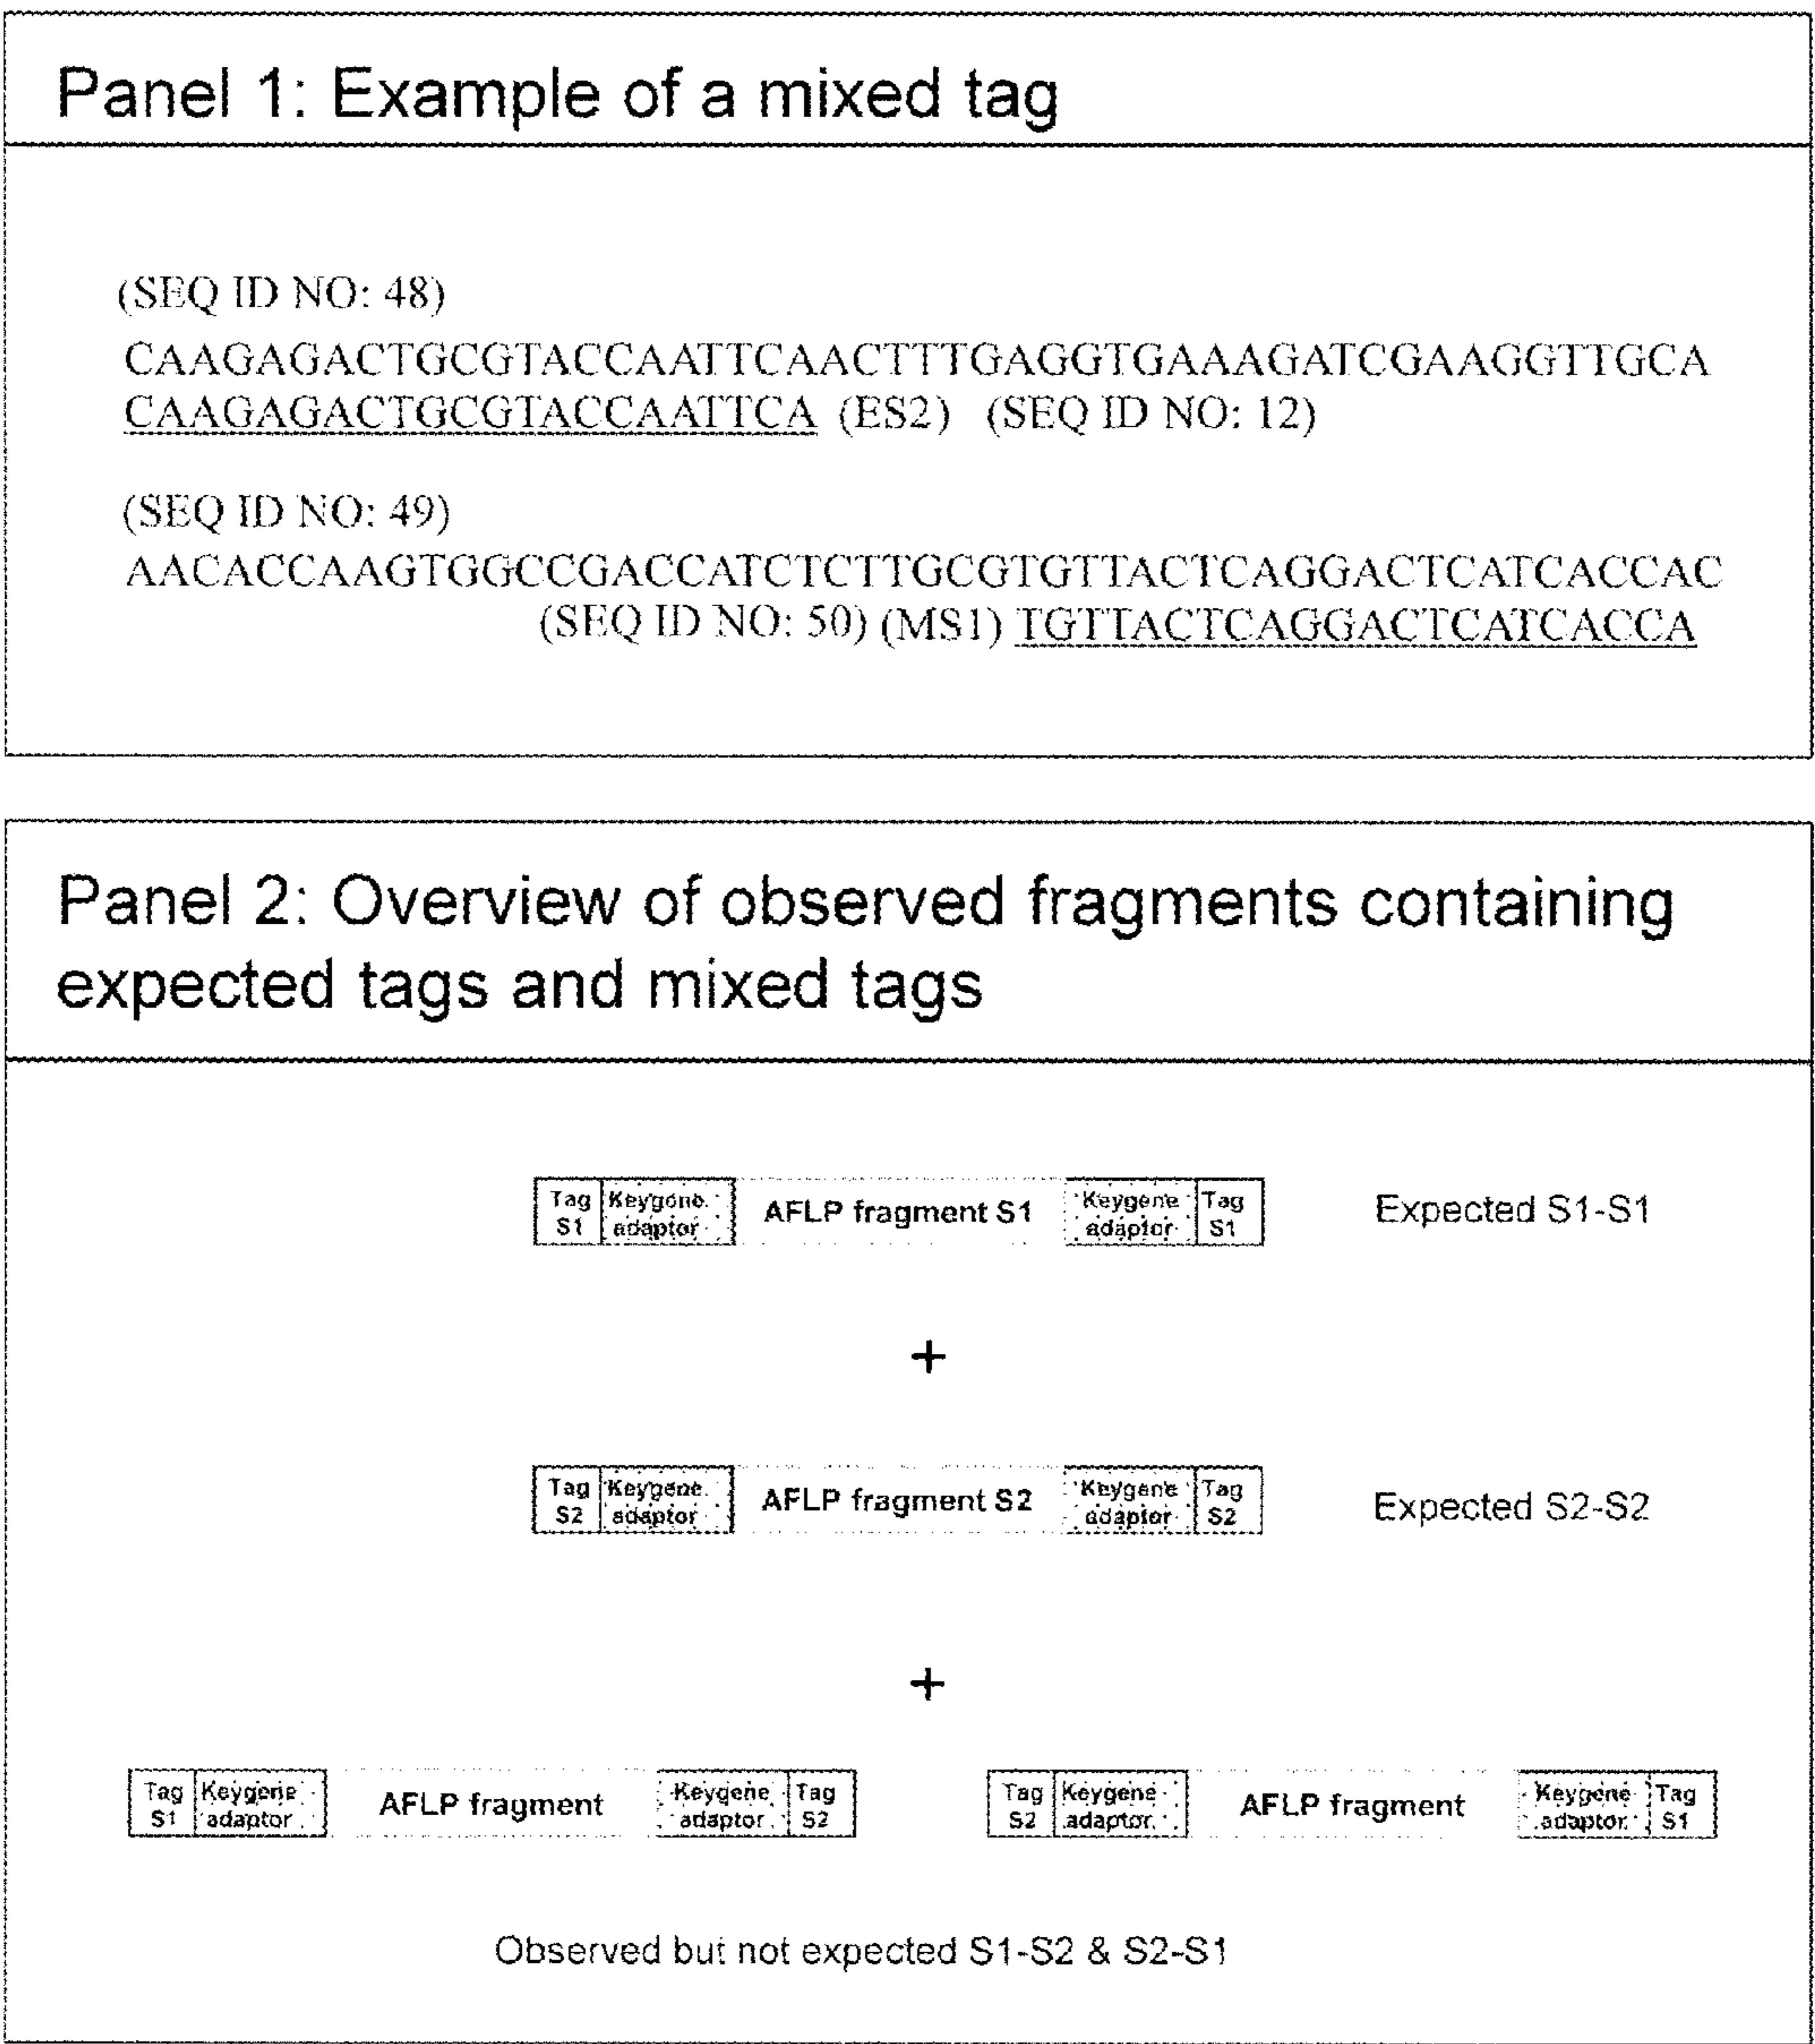 Panel 1: Example of a mixed tag
(SEQ ID NO: 48)
CAAGAGACTGCGTACCAATTCAACTTTGAGGTGAAAGATCGAAGGTTGCA
CAAGAGACTGCGTACCAATTCA (ES2) (SEQ ID NO: 12)
(SEQ ID NO: 49)
AACACCAAGTGGCCGACCATCTCTTGCGTGTTACTCAGGACTCATCACCAC
(SEQ ID NO: 50) (MS1) TGTTACTCAGGACTCATCACCA
Panel 2: Overview of observed fragments containing
expected tags and mixed tags
Tag S1 Keygene adaptor AFLP fragment S1 Keygene adaptor Tag S1 Expected S1-S1
+
Tag S2 Keygene adaptor AFLP fragment S2 Keygene adaptor Tag S2 Expected S2-S2
+
Tag S1 Keygene adaptor AFLP fragment Keygene adaptor Tag S2
Tag S2 Keygene adaptor AFLP fragment Keygene adaptor Tag S1
Observed but not expected S1-S2 & S2-S1